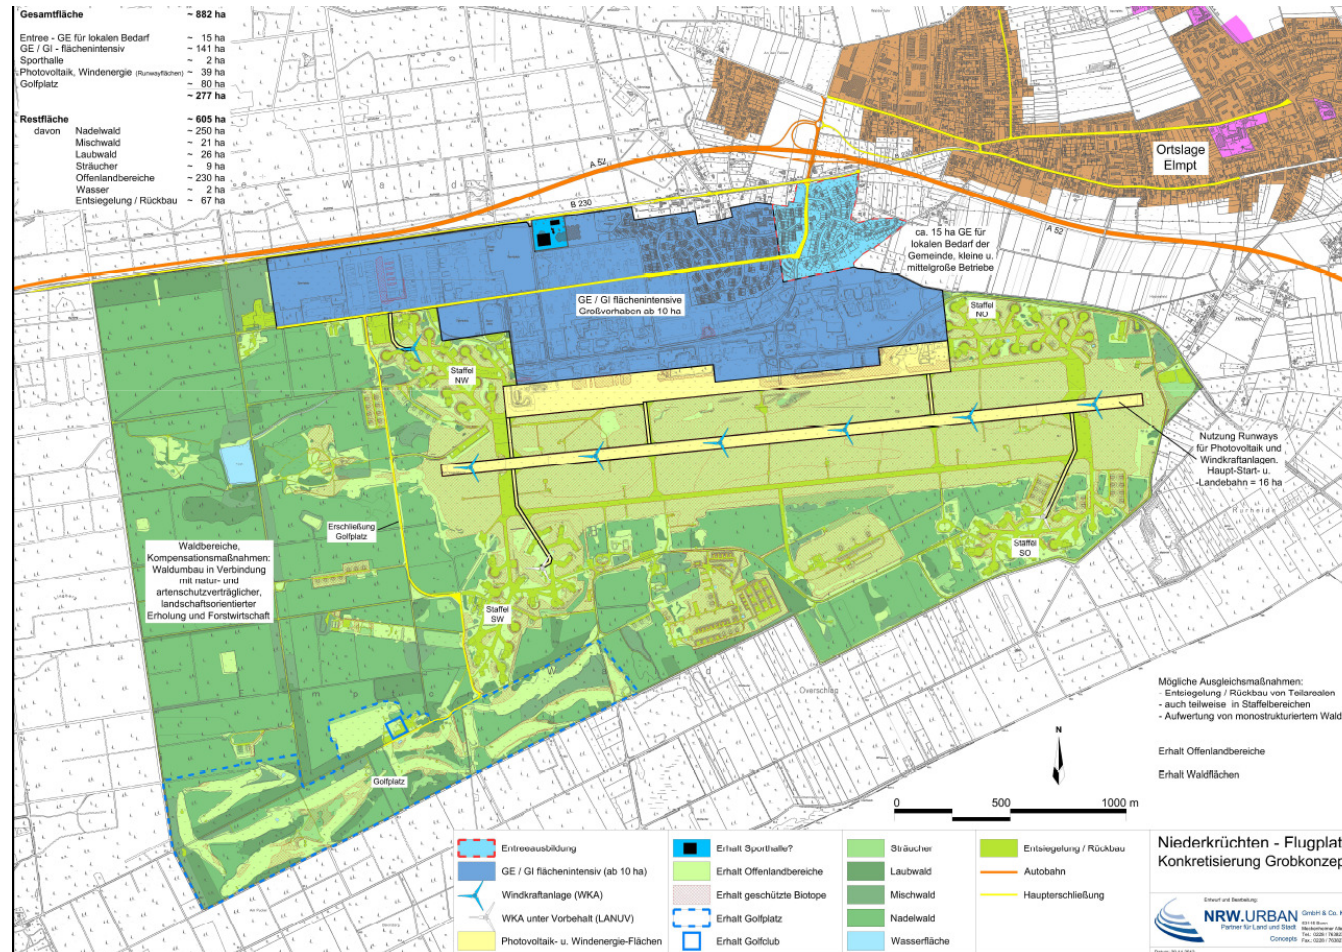 Gesamtfläche ~ 882 ha
Entree - GE für lokalen Bedarf ~ 15 ha
GE / GI - flächenintensiv ~ 141 ha
Sporthalle ~ 2 ha
Photovoltaik, Windenergie (Runwayflächen) ~ 39 ha
Golfplatz ~ 80 ha
~ 277 ha
Restfläche ~ 605 ha
davon Nadelwald ~ 250 ha
Mischwald ~ 21 ha
Laubwald ~ 26 ha
Sträucher ~ 9 ha
Offenlandbereiche ~ 230 ha
Wasser ~ 2 ha
Entsiegelung / Rückbau ~ 67 ha
Ortslage
Elmpt
A 52
B 230
B 230
A 52
W a l d
ca. 15 ha GE für
lokalen Bedarf der
Gemeinde, kleine u.
mittelgroße Betriebe
GE / GI flächenintensive
Großvorhaben ab 10 ha
Staffel
NO
Staffel
NW
Nutzung Runways
für Photovoltaik und
Windkraftanlagen.
Haupt-Start- u.
-Landebahn = 16 ha
Erschließung
Golfplatz
Waldbereiche,
Kompensationsmaßnahmen:
Waldumbau in Verbindung
mit natur- und
artenschutzverträglicher,
landschaftsorientierter
Erholung und Forstwirtschaft
Staffel
SO
Staffel
SW
Overschlag
Golfplatz
Mögliche Ausgleichsmaßnahmen:
- Entsiegelung / Rückbau von Teilarealen
- auch teilweise in Staffelbereichen
- Aufwertung von monostrukturiertem Wald
Erhalt Offenlandbereiche
Erhalt Waldflächen
N
0 500 1000 m
Entreeausbildung
GE / GI flächenintensiv (ab 10 ha)
Windkraftanlage (WKA)
WKA unter Vorbehalt (LANUV)
Photovoltaik- u. Windenergie-Flächen
Erhalt Sporthalle?
Erhalt Offenlandbereiche
Erhalt geschützte Biotope
Erhalt Golfplatz
Erhalt Golfclub
Sträucher
Laubwald
Mischwald
Nadelwald
Wasserfläche
Entsiegelung / Rückbau
Autobahn
Haupterschließung
Niederkrüchten - Flugplat
Konkretisierung Grobkonzep
Entwurf und Bearbeitung
NRW.URBAN GmbH & Co. K
Partner für Land und Stadt
Concepts